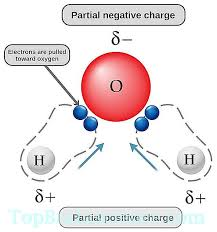 Partial negative charge
δ−
Electrons are pulled
toward oxygen
O
H
H
δ+
δ+
Partial positive charge